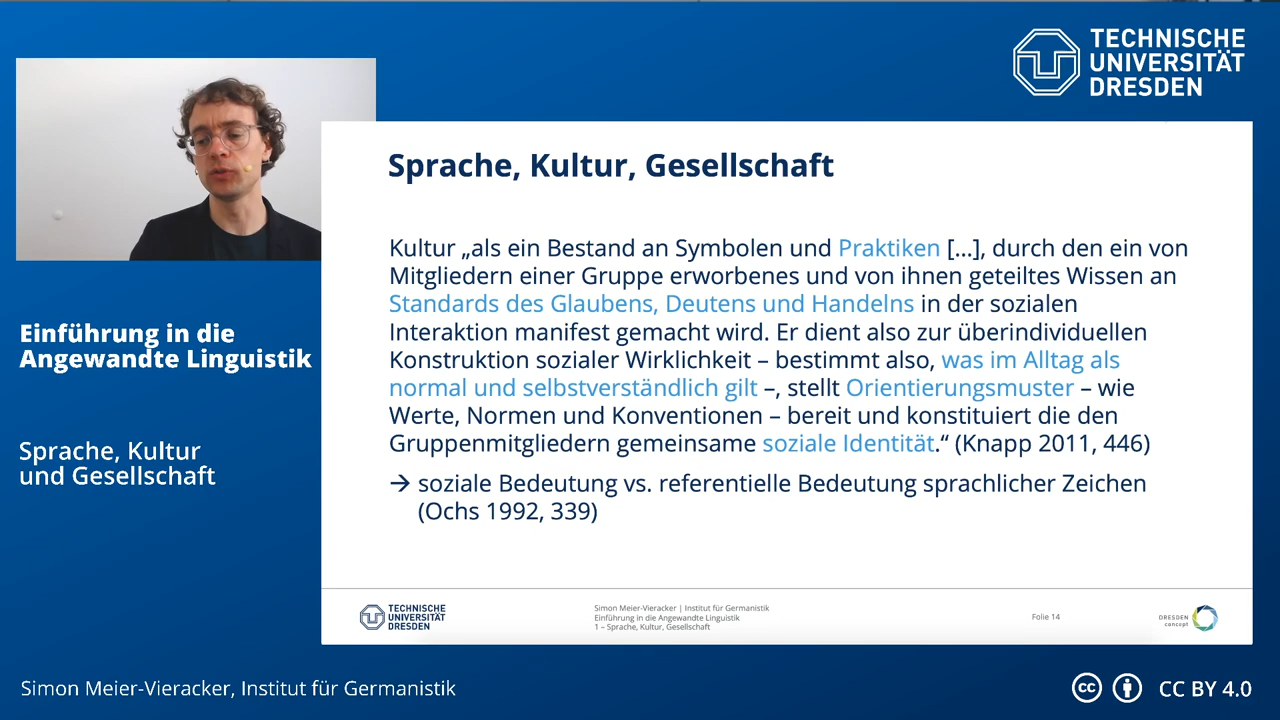 TECHNISCHE
UNIVERSITÄT
DRESDEN
Einführung in die
Angewandte Linguistik
Sprache, Kultur
und Gesellschaft
Sprache, Kultur, Gesellschaft
Kultur „als ein Bestand an Symbolen und Praktiken [...], durch den ein von
Mitgliedern einer Gruppe erworbenes und von ihnen geteiltes Wissen an
Standards des Glaubens, Deutens und Handelns in der sozialen
Interaktion manifest gemacht wird. Er dient also zur überindividuellen
Konstruktion sozialer Wirklichkeit – bestimmt also, was im Alltag als
normal und selbstverständlich gilt –, stellt Orientierungsmuster – wie
Werte, Normen und Konventionen – bereit und konstituiert die den
Gruppenmitgliedern gemeinsame soziale Identität.“ (Knapp 2011, 446)
→ soziale Bedeutung vs. referentielle Bedeutung sprachlicher Zeichen
(Ochs 1992, 339)
TECHNISCHE
UNIVERSITÄT
DRESDEN
Simon Meier-Vieracker | Institut für Germanistik
Einführung in die Angewandte Linguistik
1 – Sprache, Kultur, Gesellschaft
Folie 14
DRESDEN
concept
Simon Meier-Vieracker, Institut für Germanistik
cc CC BY 4.0